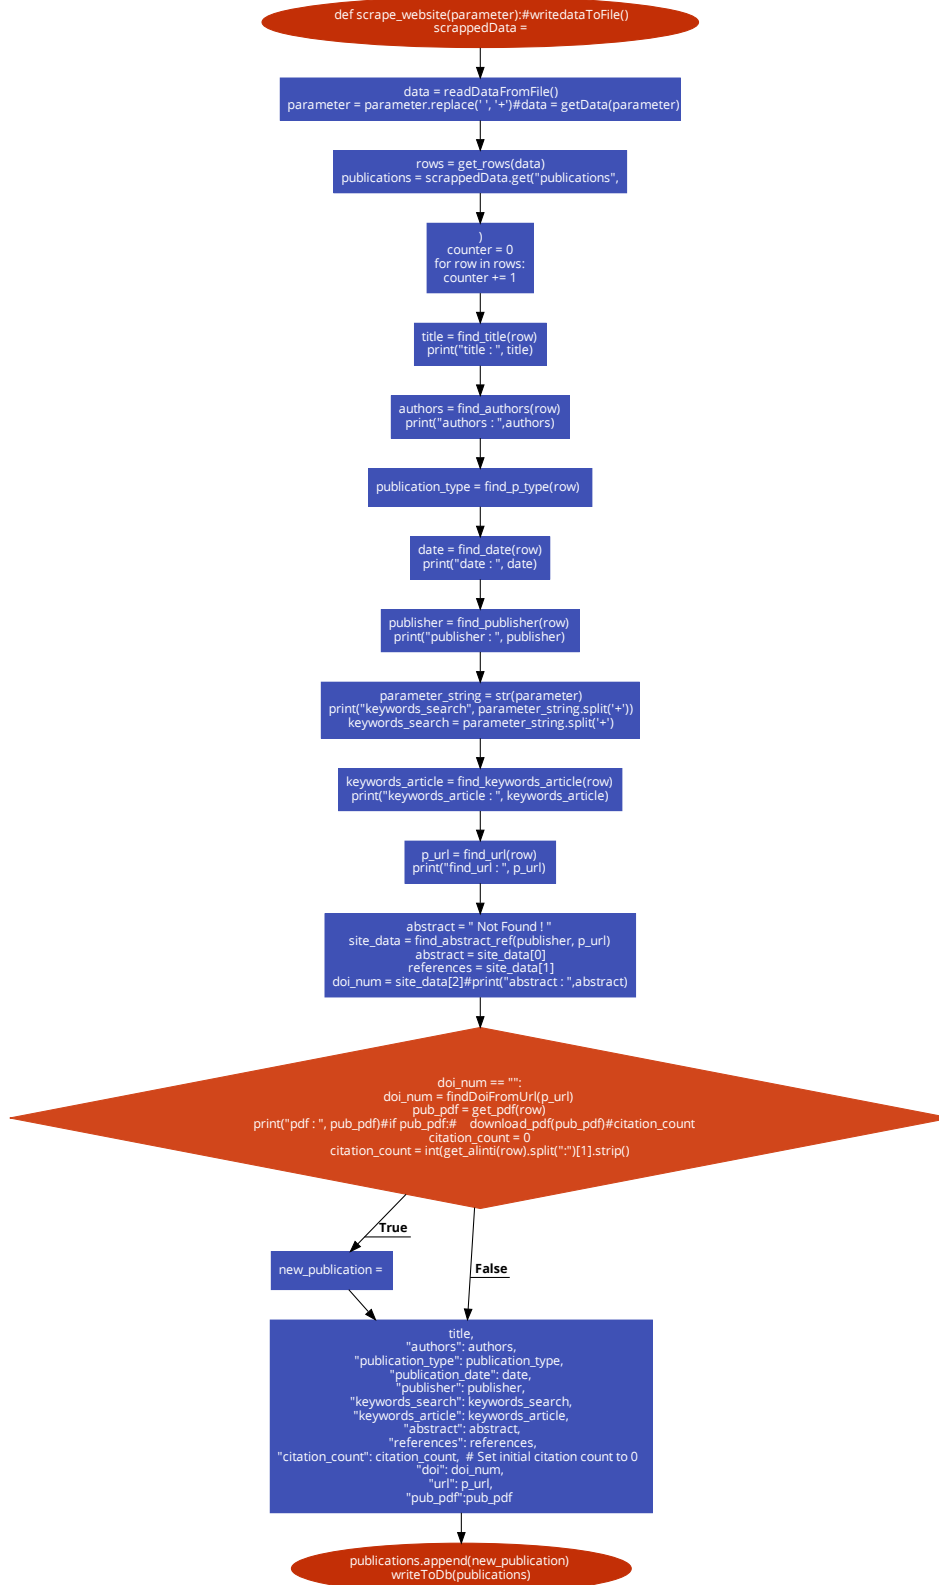 def scrape_website(parameter):#writedataToFile()
scrappedData =
data = readDataFromFile()
parameter = parameter.replace(' ', '+')#data = getData(parameter)
rows = get_rows(data)
publications = scrappedData.get("publications",
)
counter = 0
for row in rows:
counter += 1
title = find_title(row)
print("title : ", title)
authors = find_authors(row)
print("authors : ",authors)
publication_type = find_p_type(row)
date = find_date(row)
print("date : ", date)
publisher = find_publisher(row)
print("publisher : ", publisher)
parameter_string = str(parameter)
print("keywords_search", parameter_string.split('+'))
keywords_search = parameter_string.split('+')
keywords_article = find_keywords_article(row)
print("keywords_article : ", keywords_article)
p_url = find_url(row)
print("find_url : ", p_url)
abstract = " Not Found ! "
site_data = find_abstract_ref(publisher, p_url)
abstract = site_data[0]
references = site_data[1]
doi_num = site_data[2]#print("abstract : ",abstract)
doi_num == "":
doi_num = findDoiFromUrl(p_url)
pub_pdf = get_pdf(row)
print("pdf : ", pub_pdf)#if pub_pdf:#    download_pdf(pub_pdf)#citation_count
citation_count = 0
citation_count = int(get_alinti(row).split(":")[1].strip()
True
new_publication =
False
title,
"authors": authors,
"publication_type": publication_type,
"publication_date": date,
"publisher": publisher,
"keywords_search": keywords_search,
"keywords_article": keywords_article,
"abstract": abstract,
"references": references,
"citation_count": citation_count,  # Set initial citation count to 0
"doi": doi_num,
"url": p_url,
"pub_pdf":pub_pdf
publications.append(new_publication)
writeToDb(publications)